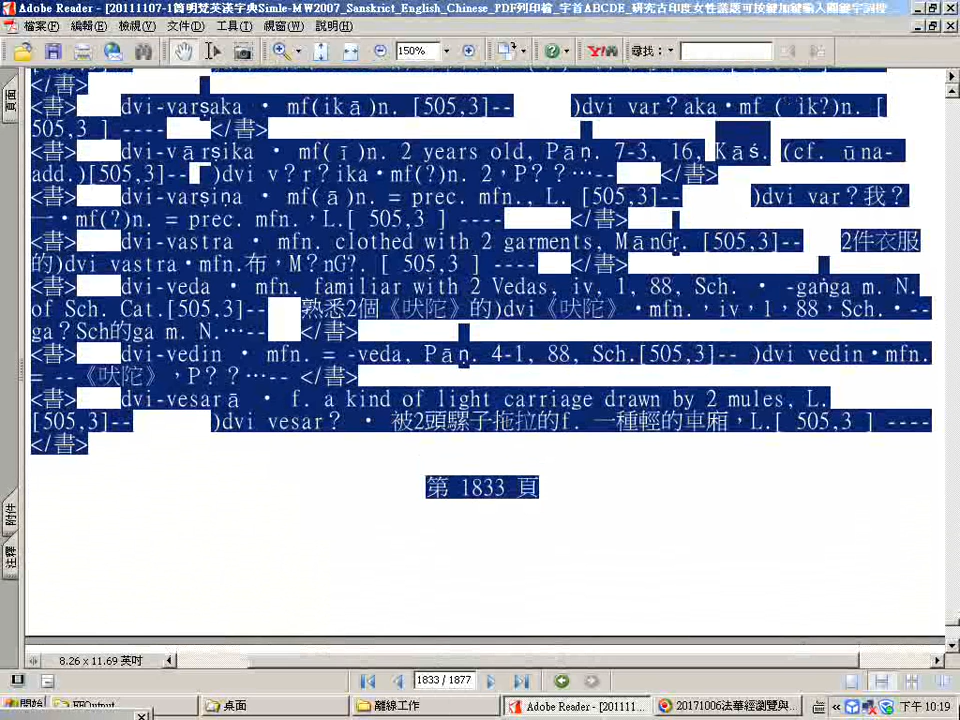 Adobe Reader - [20111107-1簡明梵英漢字典Simle-MW2007_Sanskrict_English_Chinese_PDF列印檔_字首ABCDE_研究古印度女性議題可按鍵加鍵輸入關鍵字詞搜
檔案(F) 編輯(E) 檢視(V) 文件(D) 工具(T) 視窗(W) 說明(H)
150% Y! 尋找:
頁面
附件
註釋
</書>
<書> dvi-varṣaka • mf(ikā)n. [505,3]-- )dvi var?aka•mf (ik?)n. [
505,3 ] ---- </書>
<書> dvi-vārṣika • mf(ī)n. 2 years old, Pāṇ. 7-3, 16, Kāś. (cf. ūna-
add.)[505,3]-- )dvi v?r?ika•mf(?)n. 2,P??…-- </書>
<書> dvi-varṣiṇa • mf(ā)n. = prec. mfn., L. [505,3]-- )dvi var?我?
一•mf(?)n. = prec. mfn.,L.[ 505,3 ] ---- </書>
<書> dvi-vastra • mfn. clothed with 2 garments, MānGṛ. [505,3]-- 2件衣服
的)dvi vastra•mfn.布,M?nG?. [ 505,3 ] ---- </書>
<書> dvi-veda • mfn. familiar with 2 Vedas, iv, 1, 88, Sch. • -gaṅga m. N.
of Sch. Cat.[505,3]-- 熟悉2個《吠陀》的)dvi《吠陀》•mfn.,iv,1,88,Sch.•--
ga?Sch的ga m. N.…-- </書>
<書> dvi-vedin • mfn. = -veda, Pāṇ. 4-1, 88, Sch.[505,3]-- )dvi vedin•mfn.
= --《吠陀》,P??…-- </書>
<書> dvi-vesarā • f. a kind of light carriage drawn by 2 mules, L.
[505,3]-- )dvi vesar? • 被2頭騾子拖拉的f. 一種輕的車廂,L.[ 505,3 ] ----
</書>
第 1833 頁
8.26 x 11.69 英吋
1833 / 1877
開始 FFOutput 桌面 離線工作 Adobe Reader - [2011111... 20171006法華經瀏覽與... 下午 10:19